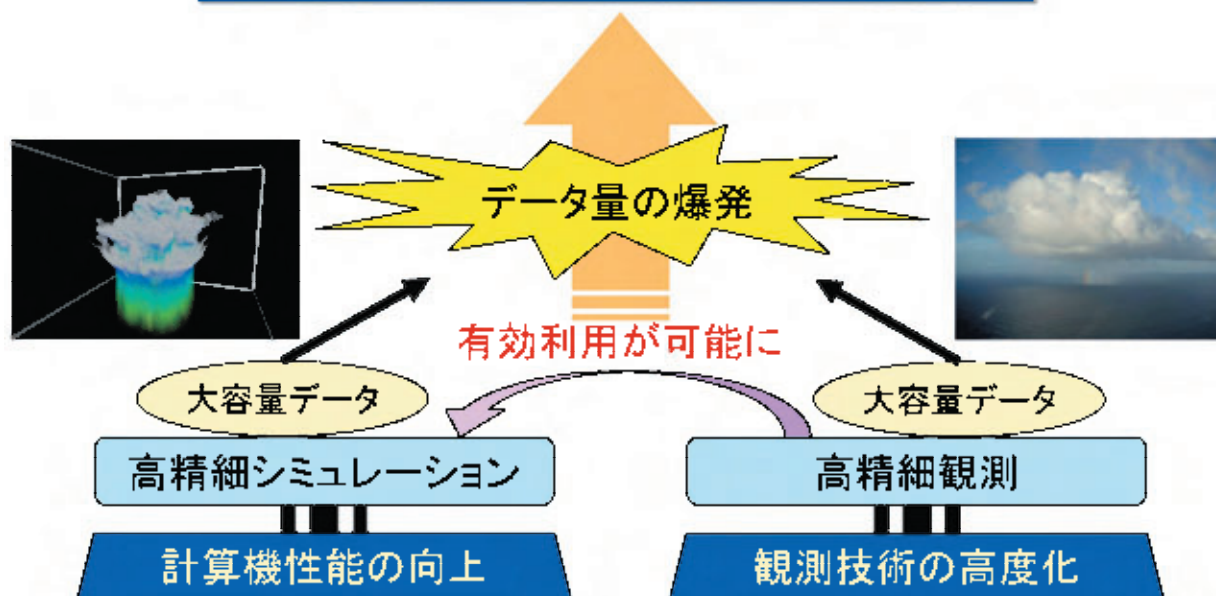 データ量の爆発
有効利用が可能に
大容量データ
大容量データ
高精細シミュレーション
高精細観測
計算機性能の向上
観測技術の高度化